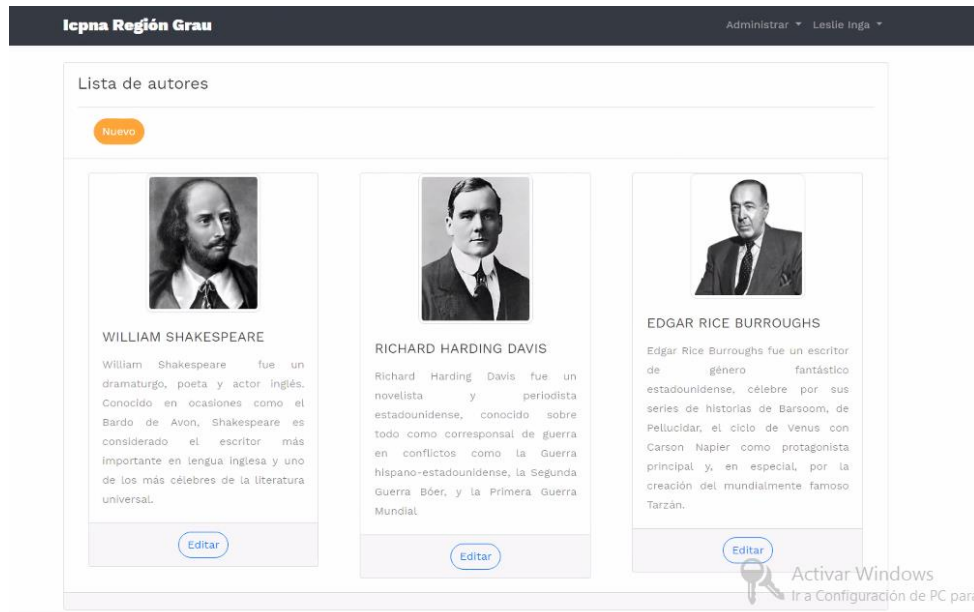 Icpna Región Grau
Administrar Leslie Inga
Lista de autores
Nuevo
WILLIAM SHAKESPEARE
William Shakespeare fue un
dramaturgo, poeta y actor inglés.
Conocido en ocasiones como el
Bardo de Avon, Shakespeare es
considerado el escritor más
importante en lengua inglesa y uno
de los más célebres de la literatura
universal.
Editar
RICHARD HARDING DAVIS
Richard Harding Davis fue un
novelista y periodista
estadounidense, conocido sobre
todo como corresponsal de guerra
en conflictos como la Guerra
hispano-estadounidense, la Segunda
Guerra Bóer, y la Primera Guerra
Mundial
Editar
EDGAR RICE BURROUGHS
Edgar Rice Burroughs fue un escritor
de género fantástico
estadounidense, célebre por sus
series de historias de Barsoom, de
Pellucidar, el ciclo de Venus con
Carson Napier como protagonista
principal y, en especial, por la
creación del mundialmente famoso
Tarzán.
Editar
Activar Windows
Ir a Configuración de PC para